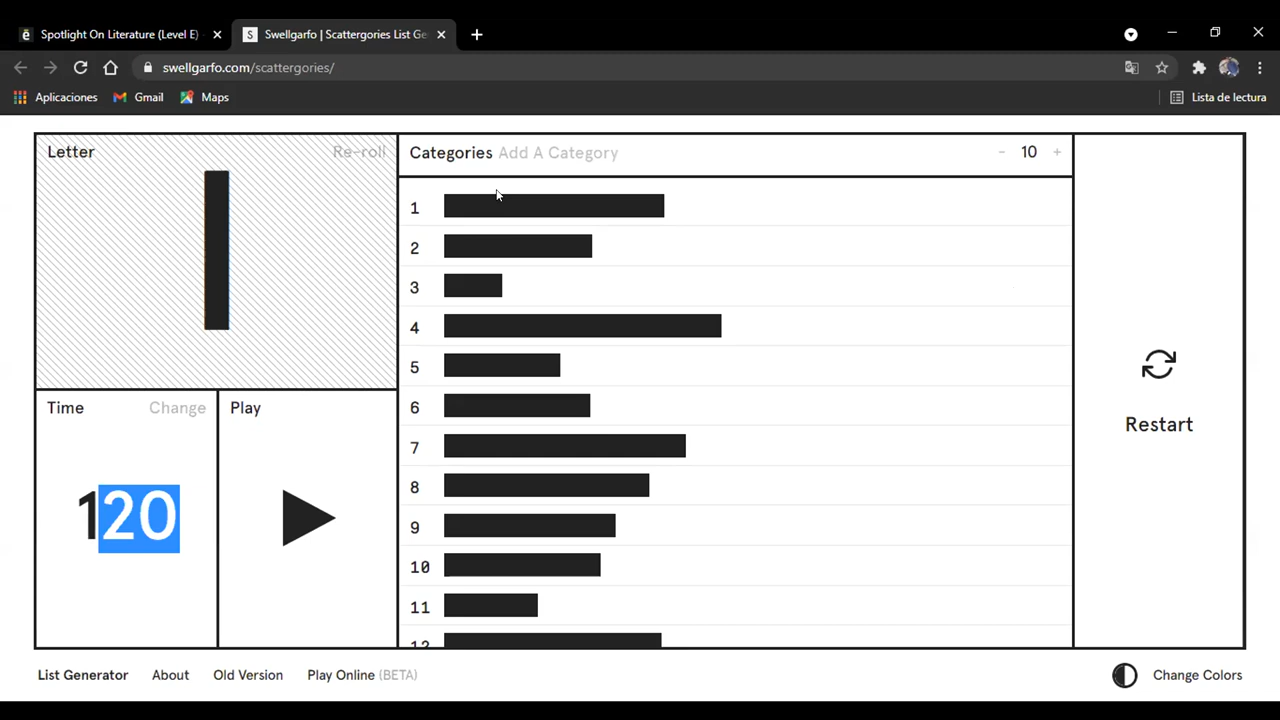 Spotlight On Literature (Level E)
Swellgarfo | Scattergories List Ge
swellgarfo.com/scattergories/
Aplicaciones Gmail Maps Lista de lectura
Letter Re-roll
I
Categories Add A Category - 10 +
1
2
3
4
5
6
7
8
9
10
11
12
Time Change
120
Play
Restart
List Generator About Old Version Play Online (BETA) Change Colors